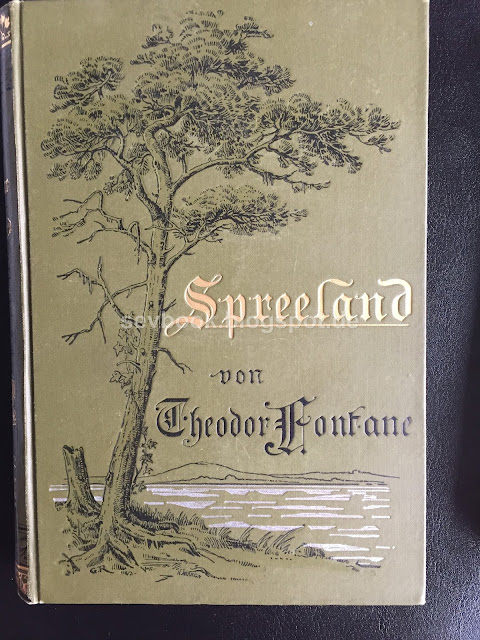 Spreeland
von
Theodor Fontane
G.R.